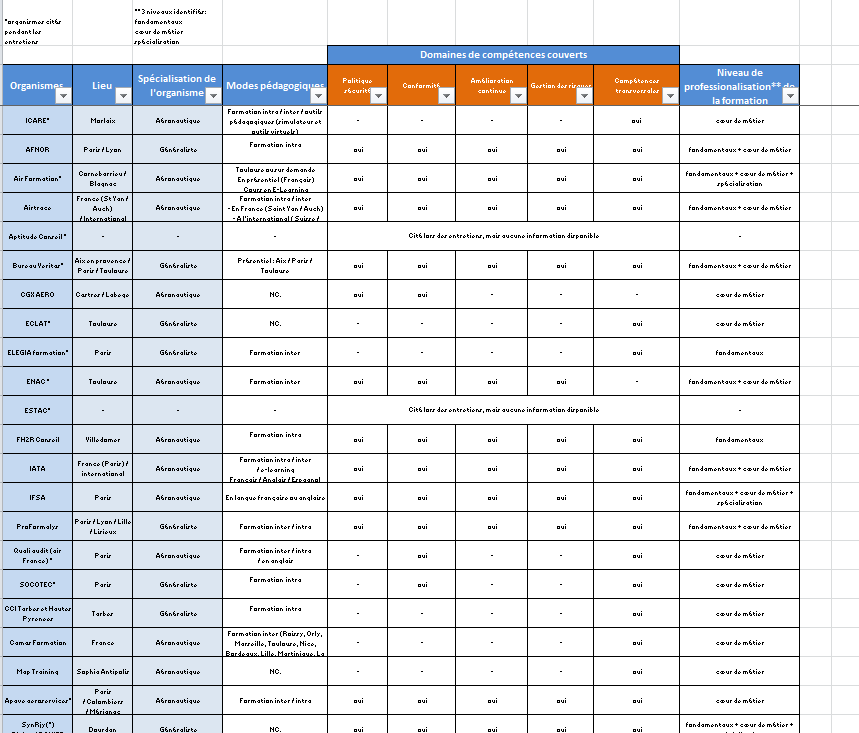 *organismes cités
pendant les
entretiens
** 3 niveaux identifiés:
fondamentaux
cœur de métier
spécialisation
Domaines de compétences couverts
Organismes
Lieu
Spécialisation de
l'organisme
Modes pédagogiques
Politique
sécurité
Conformité
Amélioration
continue
Gestion des risques
Compétences
transversales
Niveau de
professionalisation** de
la formation
ICARE* Morlaix Aéronautique
Formation intra / inter / outils
pédagogiques (simulateur et
outils virtuels)
- - - - oui cœur de métier
AFNOR Paris / Lyon Généraliste Formation intra oui oui oui oui oui fondamentaux + cœur de métier
Air Formation*
Cornebarrieu /
Blagnac
Aéronautique
Toulouse ou sur demande
En présentiel (Français)
Cours en E-Learning
oui oui oui oui oui
fondamentaux + cœur de métier +
spécialisation
Airtrace
France (St Yan /
Auch)
/ International
Aéronautique
Formation intra / inter
- En France (Saint Yan / Auch)
- A l'international ( Suisse /
oui oui oui oui oui fondamentaux + cœur de métier
Aptitude Conseil* - - - Cité lors des entretiens, mais aucune information disponible -
Bureau Veritas*
Aix en provence /
Paris / Toulouse
Généraliste
Présentiel : Aix / Paris /
Toulouse
oui oui oui oui oui fondamentaux + cœur de métier
CGX AERO Castres / Labege Aéronautique NC. oui oui - - - cœur de métier
ECLAT* Toulouse Généraliste NC. - - - - oui cœur de métier
ELEGIA formation* Paris Généraliste Formation inter - - - - oui fondamentaux
ENAC* Toulouse Aéronautique Formation inter oui oui oui oui - fondamentaux + cœur de métier
ESTAC* - - - Cité lors des entretiens, mais aucune information disponible -
FH2R Conseil Villedomer Aéronautique Formation intra oui oui oui oui oui fondamentaux
IATA
France (Paris) /
international
Aéronautique
Formation intra / inter
/ e-learning
Français / Anglais / Espagnol
oui oui oui oui oui fondamentaux + cœur de métier
IFSA Paris Aéronautique En langue française ou anglaise oui oui oui oui oui
fondamentaux + cœur de métier +
spécialisation
ProFormalys
Paris / Lyon / Lille
/ Lisieux
Généraliste Formation inter / intra oui oui oui oui oui fondamentaux + cœur de métier
Quali audit (air
France)*
Paris Aéronautique
Formation inter / intra
/ en anglais
- oui - - oui cœur de métier
SOCOTEC* Paris Généraliste Formation intra - oui - - oui cœur de métier
CCI Tarbes et Hautes
Pyrenees
Tarbes Généraliste Formation intra - - - - oui cœur de métier
Camas Formation France Aéronautique
Formation inter (Roissy, Orly,
Marseille, Toulouse, Nice,
Bordeaux, Lille, Martinique, La
- - - - oui cœur de métier
Map Training Sophia Antipolis Aéronautique NC. - - - - oui cœur de métier
Apave aeroservices*
Paris
/ Colombiers
/ Mérignac
Aéronautique Formation inter / intra oui oui oui oui oui cœur de métier
SynRjy(*) Dourdan Généraliste NC. oui oui oui oui oui
fondamentaux + cœur de métier +